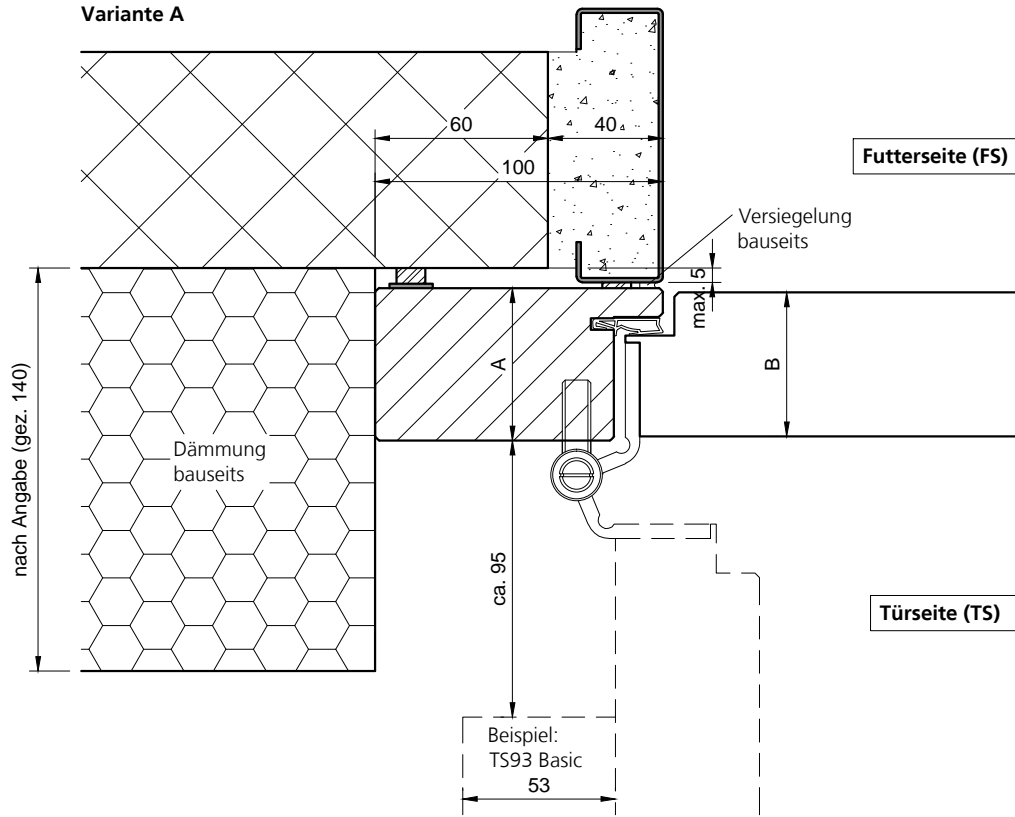 Variante A
60
40
100
Futterseite (FS)
Versiegelung
bauseits
max. 5
A
B
nach Angabe (gez. 140)
Dämmung
bauseits
ca. 95
Türseite (TS)
Beispiel:
TS93 Basic
53